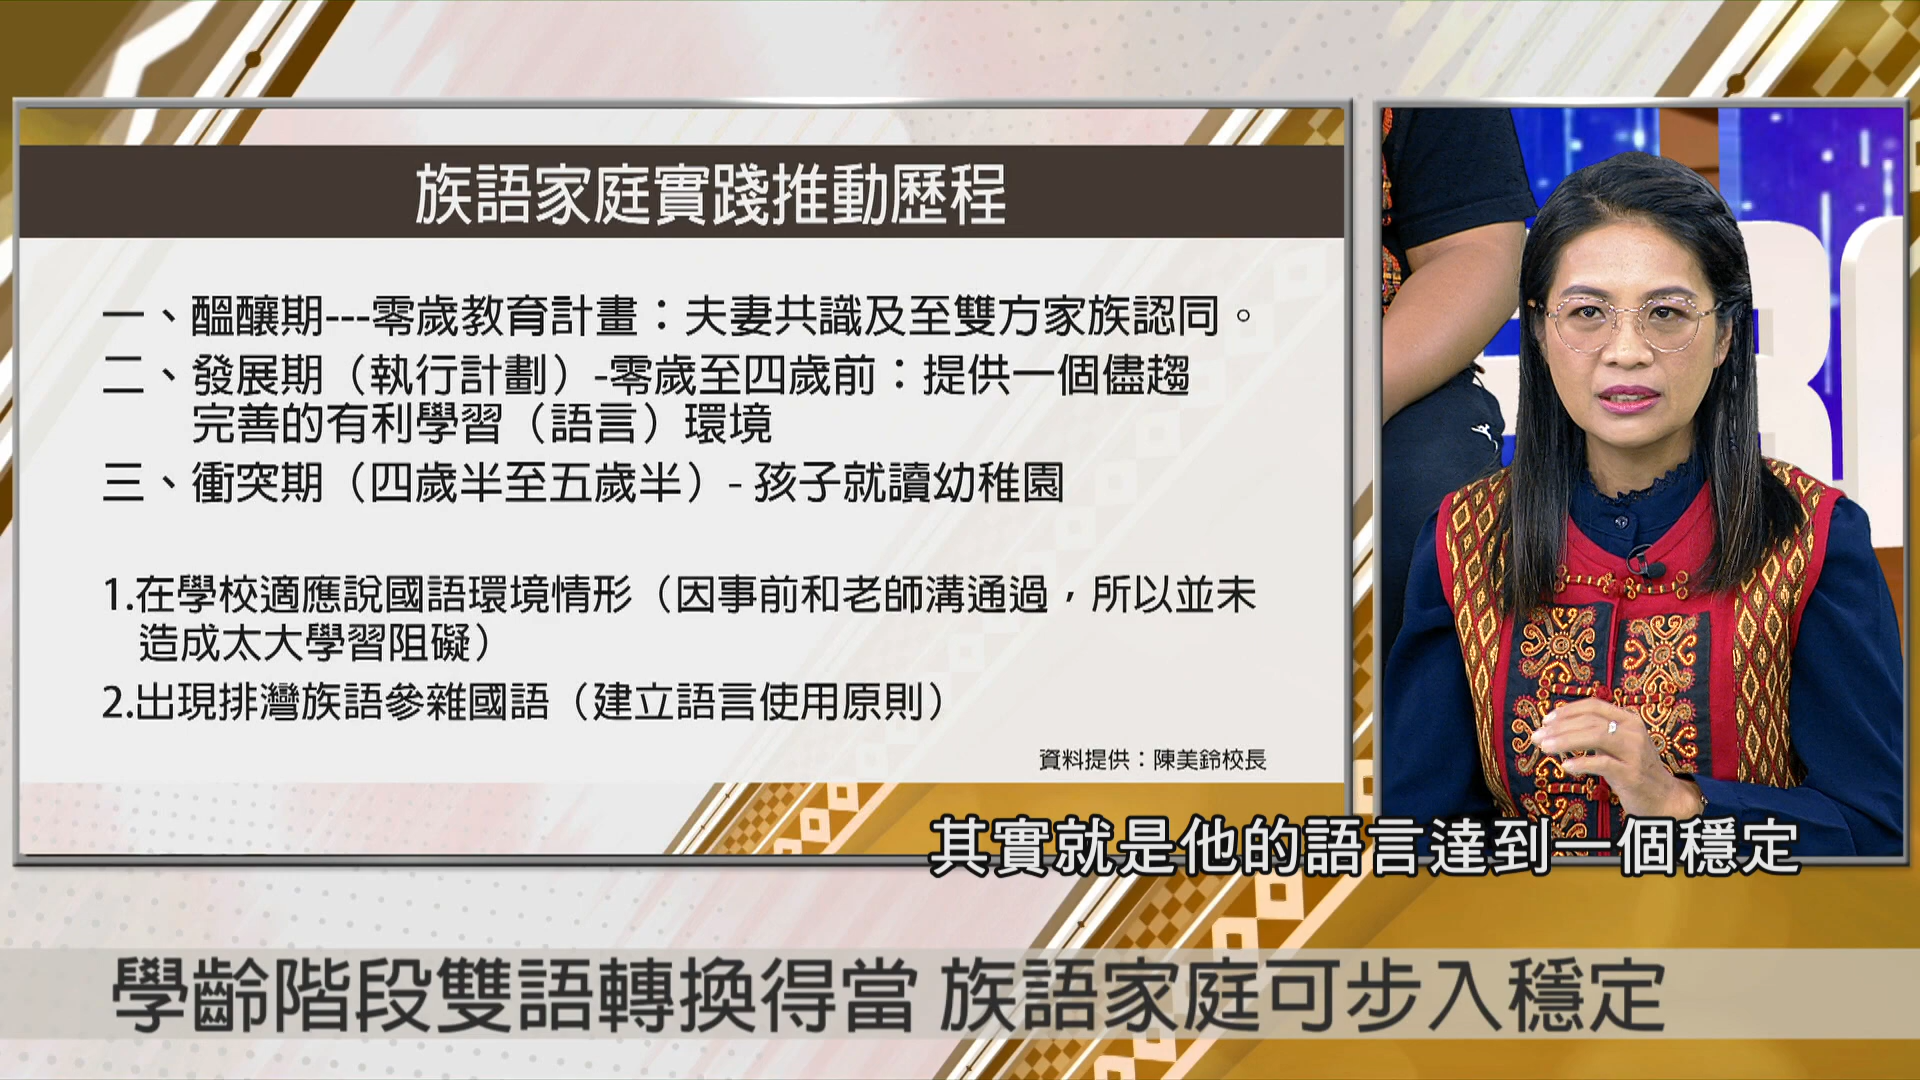 族語家庭實踐推動歷程
一、醞釀期---零歲教育計畫：夫妻共識及至雙方家族認同。
二、發展期（執行計劃）-零歲至四歲前：提供一個儘趨
完善的有利學習（語言）環境
三、衝突期（四歲半至五歲半）- 孩子就讀幼稚園
1.在學校適應說國語環境情形（因事前和老師溝通過，所以並未
造成太大學習阻礙）
2.出現排灣族語參雜國語（建立語言使用原則）
資料提供：陳美鈴校長
其實就是他的語言達到一個穩定
學齡階段雙語轉換得當 族語家庭可步入穩定